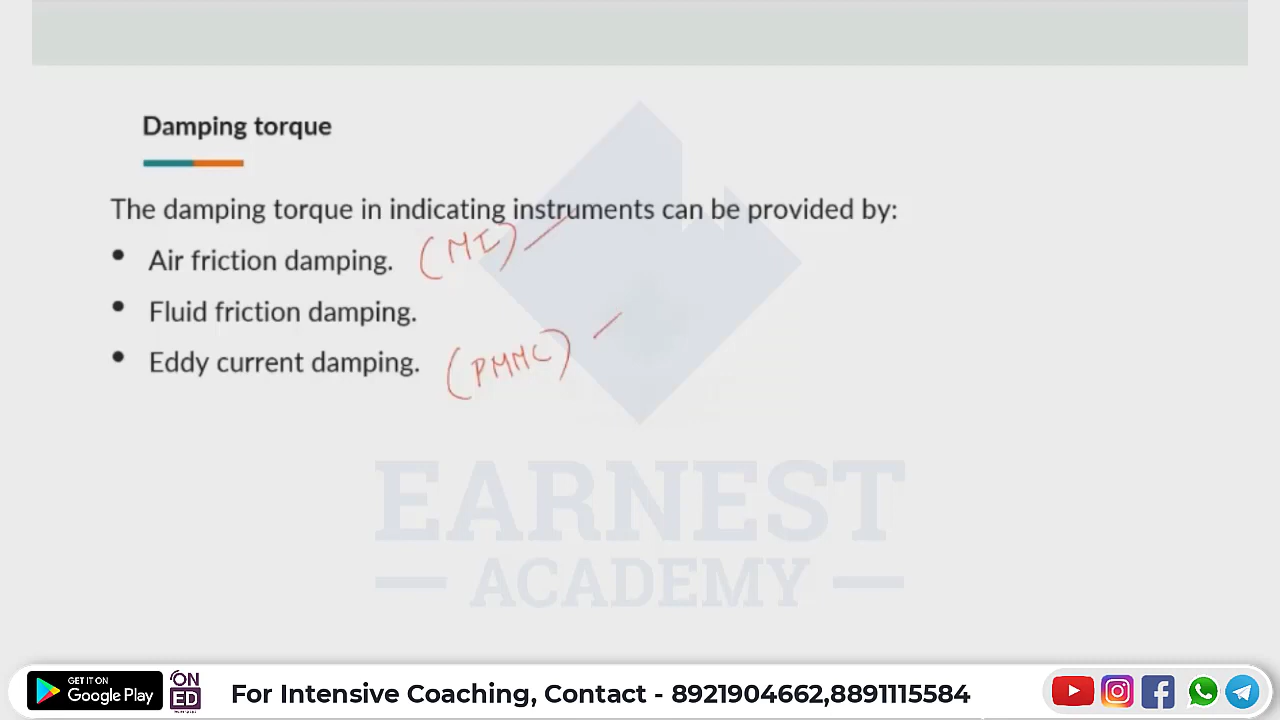 Damping torque
The damping torque in indicating instruments can be provided by:
• Air friction damping. (MI)
• Fluid friction damping.
• Eddy current damping. (PMMC)
EARNEST
ACADEMY
GET IT ON
Google Play
ON
ED
For Intensive Coaching, Contact - 8921904662,8891115584